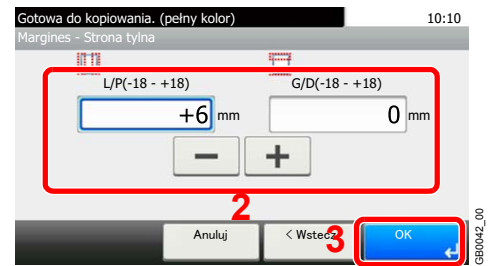 Gotowa do kopiowania. (pełny kolor) 10:10
Margines - Strona tylna
L/P(-18 - +18) G/D(-18 - +18)
+6 mm 0 mm
− +
2
Anuluj < Wstecz 3 OK
GB0042_00